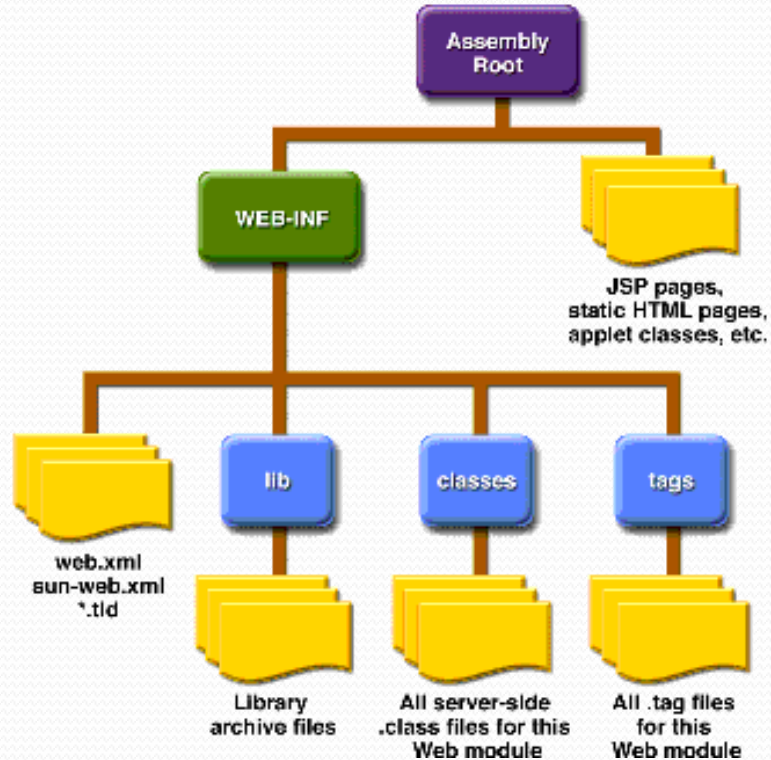 Assembly
Root
WEB-INF
JSP pages,
static HTML pages,
applet classes, etc.
lib
classes
tags
web.xml
sun-web.xml
*.tld
Library
archive files
All server-side
.class files for this
Web module
All .tag files
for this
Web module